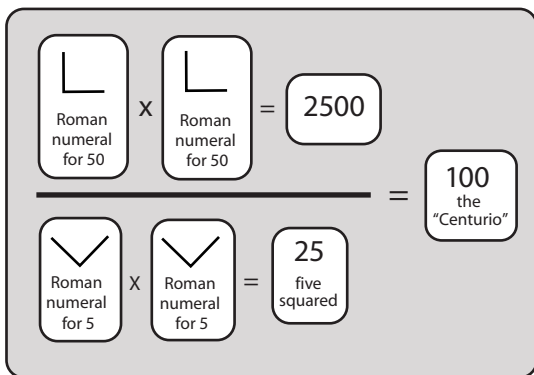 L x L = 2500
Roman numeral for 50
Roman numeral for 50
= 100
the
"Centurio"
V x V = 25
Roman numeral for 5
Roman numeral for 5
five
squared